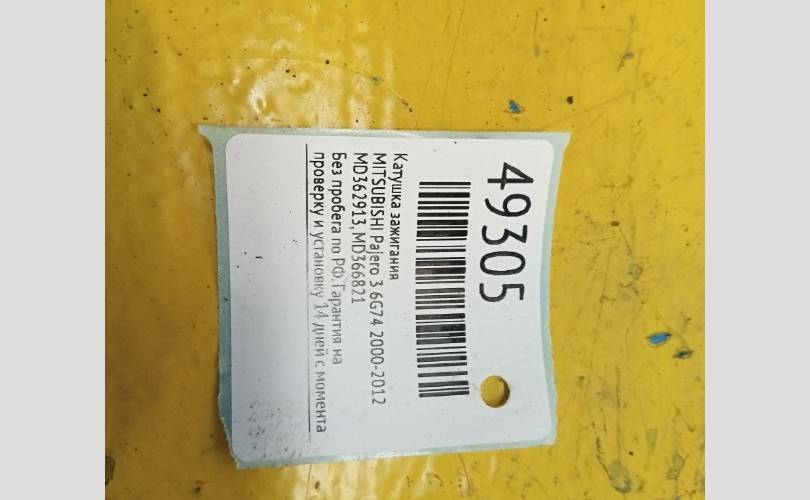 49305
Катушка зажигания
MITSUBISHI Pajero 3 6G74 2000-2012
MD362913,MD366821
Без пробега по РФ.Гарантия на
проверку и установку 14 дней с момента